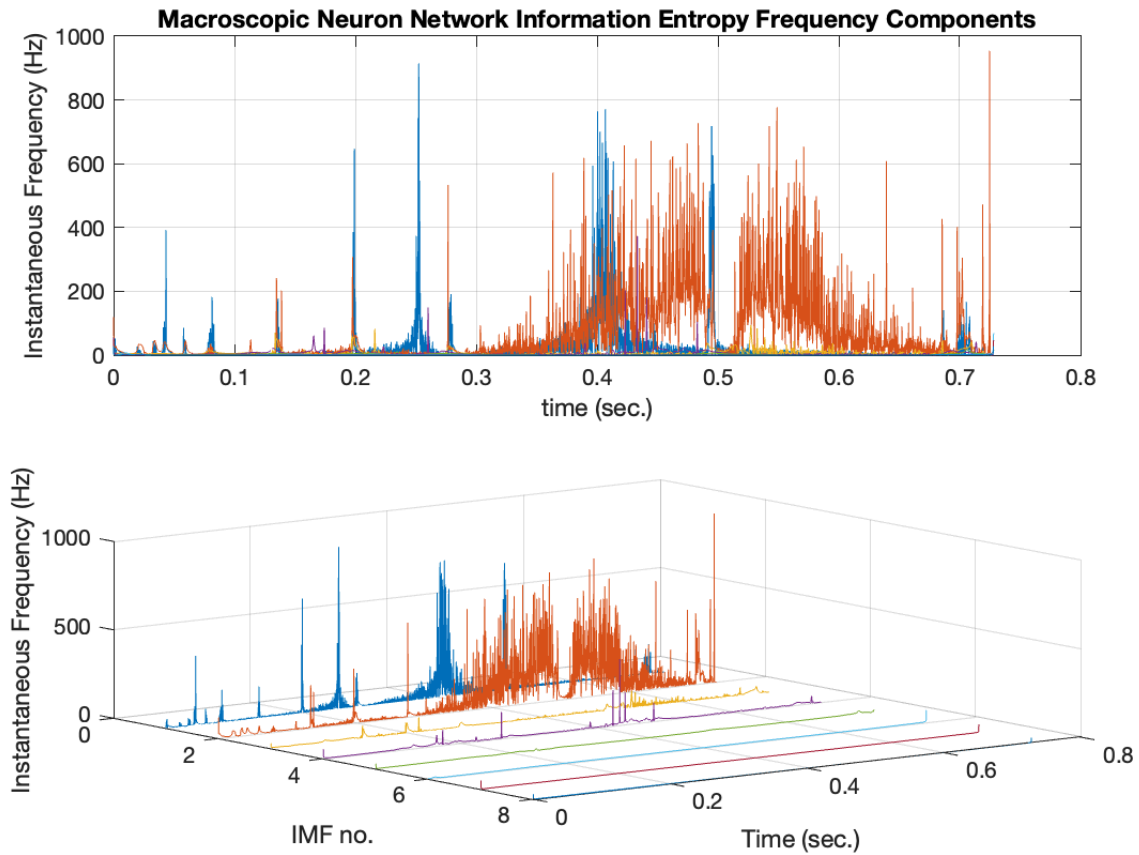 Macroscopic Neuron Network Information Entropy Frequency Components
Instantaneous Frequency (Hz)
1000
800
600
400
200
0
0 0.1 0.2 0.3 0.4 0.5 0.6 0.7 0.8
time (sec.)
Instantaneous Frequency (Hz)
1000
500
0
0 2 4 6 8
0 0.2 0.4 0.6 0.8
IMF no. Time (sec.)